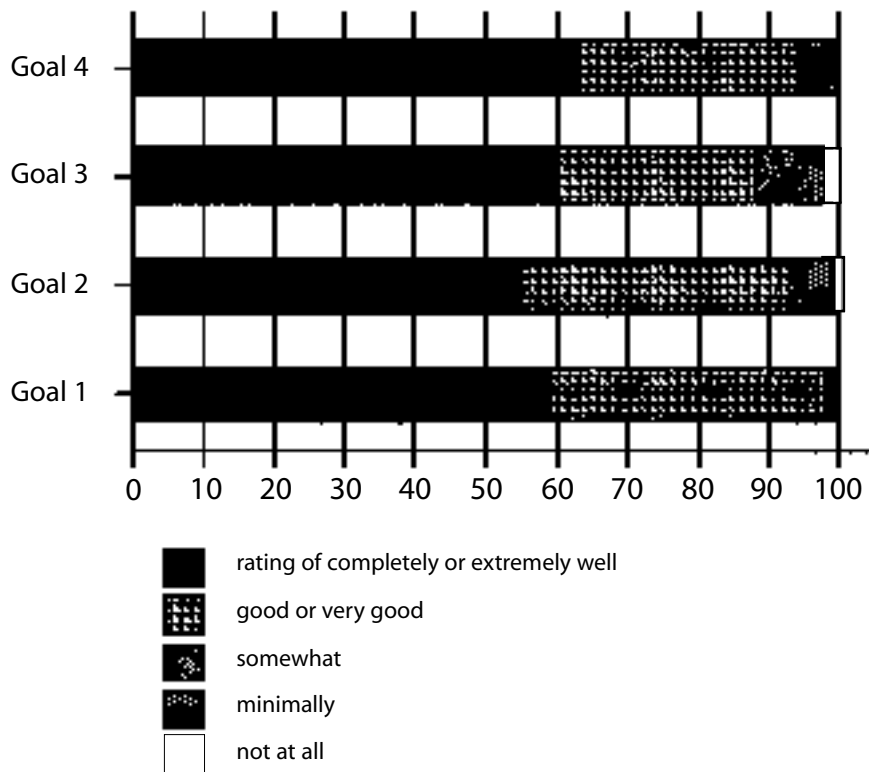 Goal 4
Goal 3
Goal 2
Goal 1
0 10 20 30 40 50 60 70 80 90 100
rating of completely or extremely well
good or very good
somewhat
minimally
not at all